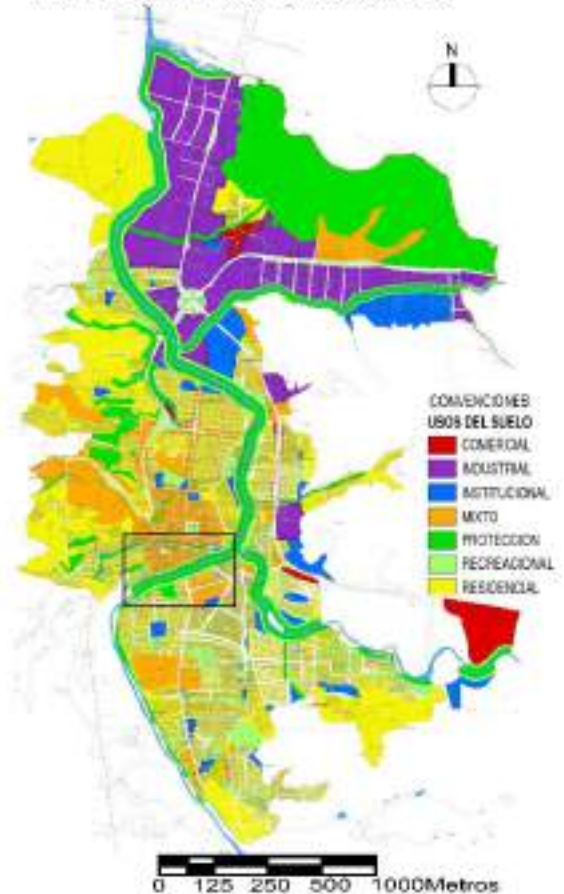 N
CONVENCIONES
USOS DEL SUELO
COMERCIAL
INDUSTRIAL
INSTITUCIONAL
MIXTO
PROTECCION
RECREACIONAL
RESIDENCIAL
0 125 250 500 1000Metros